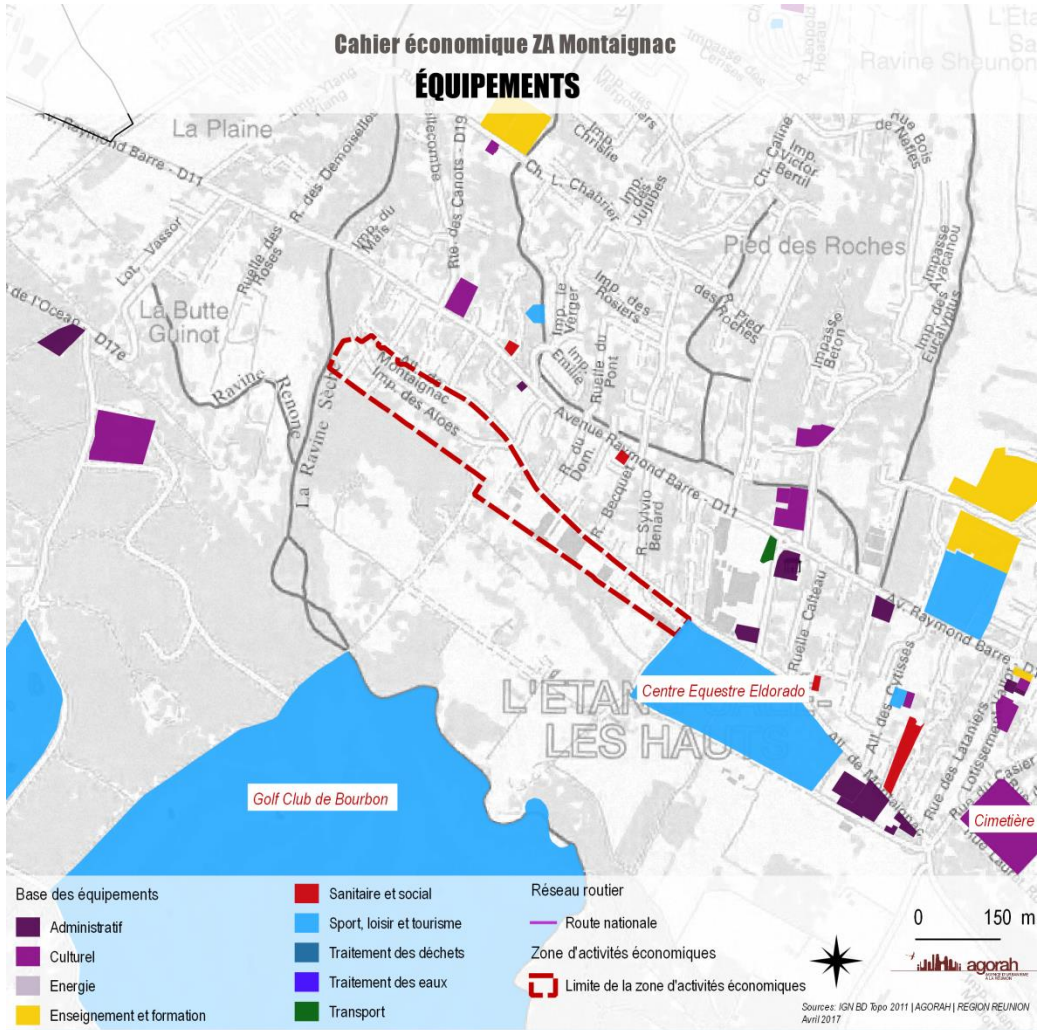 Cahier économique ZA Montaignac
ÉQUIPEMENTS
Ravine Sheunon
La Plaine
Av. Raymond Barre - D11
R. des Demoiselles
Rte. des Canots - D19
Ch. L. Chabrier
Imp. Christie
Imp. des Jujubes
Ch. Caline
Imp. Victor Bertil
Rue Bois de Nèfles
Lot. Vassor
Ruelle des Roses
Imp. du Maïs
Pied des Roches
Impasse Avacanou
La Butte Guinot
Imp. le Verger
Imp. des Rosiers
R. Pied des Roches
Impasse Beton
Imp. des Eucalyptus
D17e
Ravine Renone
La Ravine Sèche
All. de Montaignac
Imp. des Aloes
Imp. Emilie
Ruelle du Pont
Avenue Raymond Barre - D11
R. du Dom.
R. Becquet
R. Sylvio Benard
Ruelle Calteau
Av. Raymond Barre
Centre Equestre Eldorado
LES HAUTS
All. des Cytisses
All. de Montaignac
Rue des Lataniers
Lotissement
Golf Club de Bourbon
Cimetière
Base des équipements
Administratif
Culturel
Energie
Enseignement et formation
Sanitaire et social
Sport, loisir et tourisme
Traitement des déchets
Traitement des eaux
Transport
Réseau routier
Route nationale
Zone d'activités économiques
Limite de la zone d'activités économiques
0 150 m
agorah
Sources: IGN BD Topo 2011 | AGORAH | REGION REUNION
Avril 2017